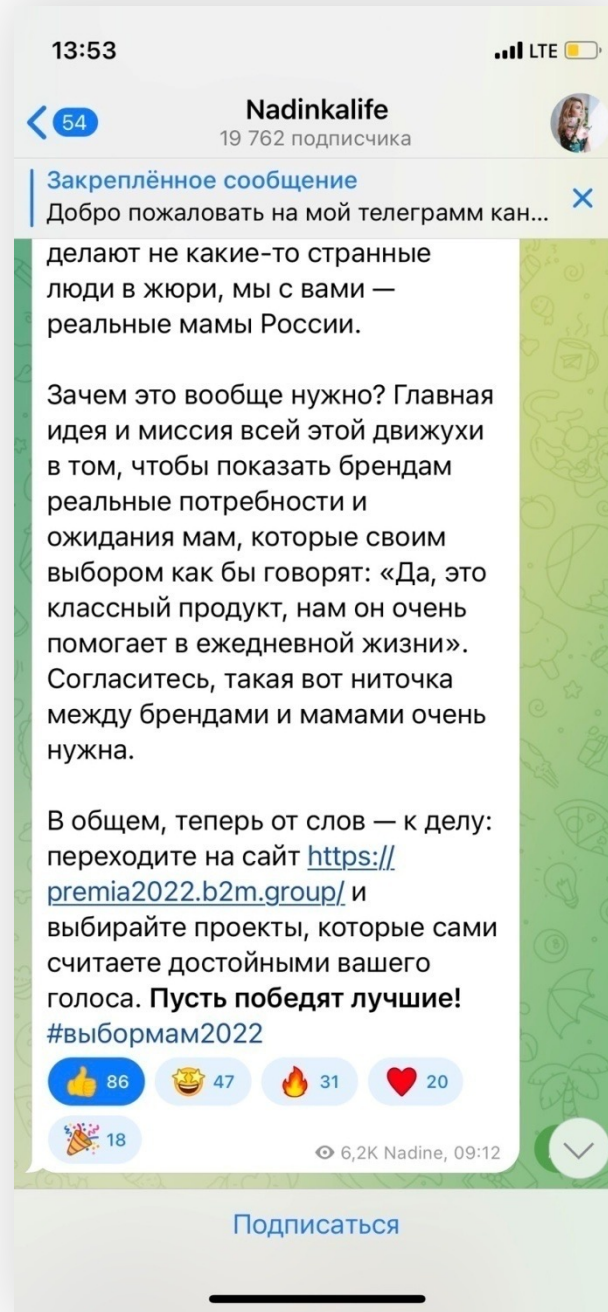 13:53
LTE
54
Nadinkalife
19 762 подписчика
Закреплённое сообщение
Добро пожаловать на мой телеграмм кан...
делают не какие-то странные
люди в жюри, мы с вами —
реальные мамы России.
Зачем это вообще нужно? Главная
идея и миссия всей этой движухи
в том, чтобы показать брендам
реальные потребности и
ожидания мам, которые своим
выбором как бы говорят: «Да, это
классный продукт, нам он очень
помогает в ежедневной жизни».
Согласитесь, такая вот ниточка
между брендами и мамами очень
нужна.
В общем, теперь от слов — к делу:
переходите на сайт https://
premia2022.b2m.group/ и
выбирайте проекты, которые сами
считаете достойными вашего
голоса. Пусть победят лучшие!
#выбормам2022
86 47 31 20
18
6,2K Nadine, 09:12
Подписаться